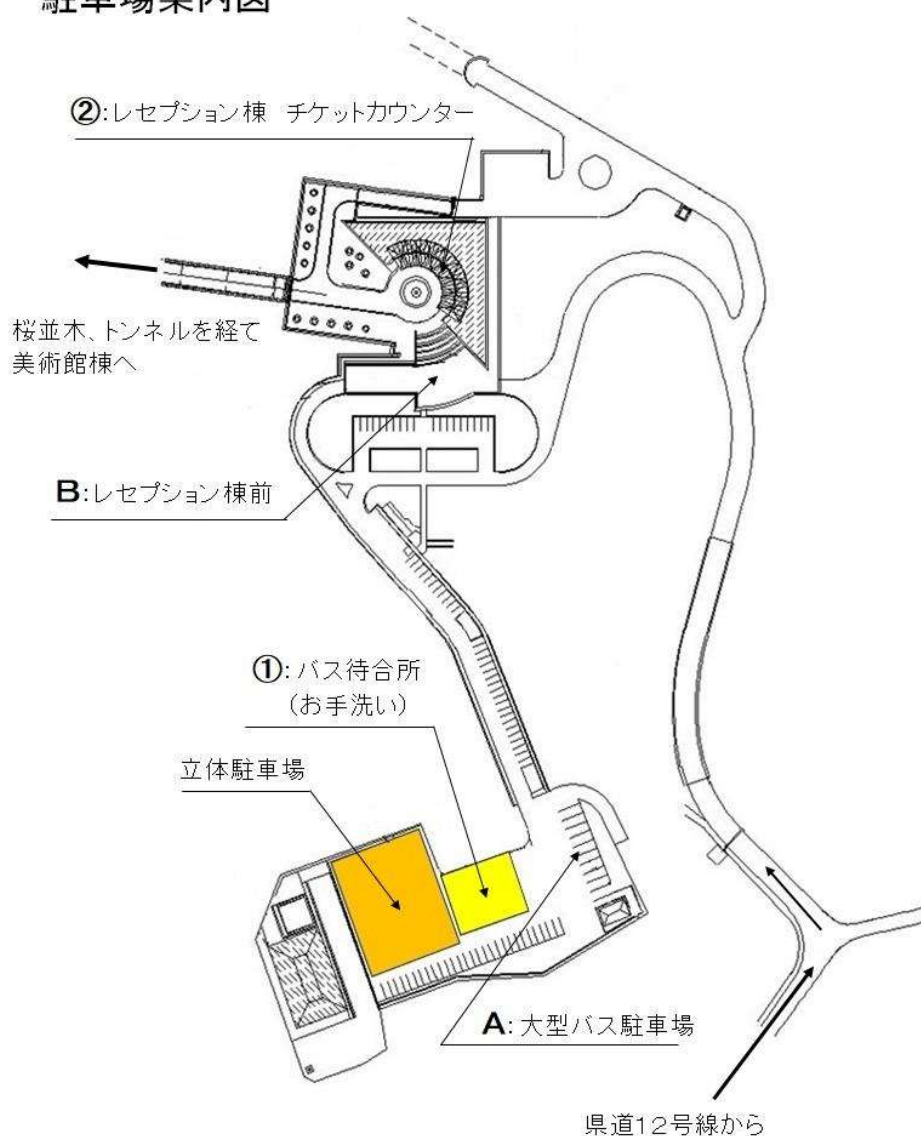 駐車場案内図
②:レセプション棟 チケットカウンター
桜並木、トンネルを経て
美術館棟へ
B:レセプション棟前
①:バス待合所
(お手洗い)
立体駐車場
A:大型バス駐車場
県道12号線から